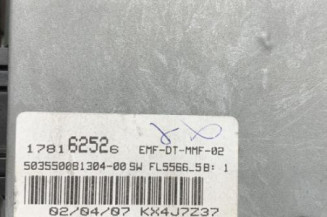 178162526 EMF-DT-MMF-02
503550081304-00 SW FL5566_5B: 1
02/04/07 KX4J7Z37